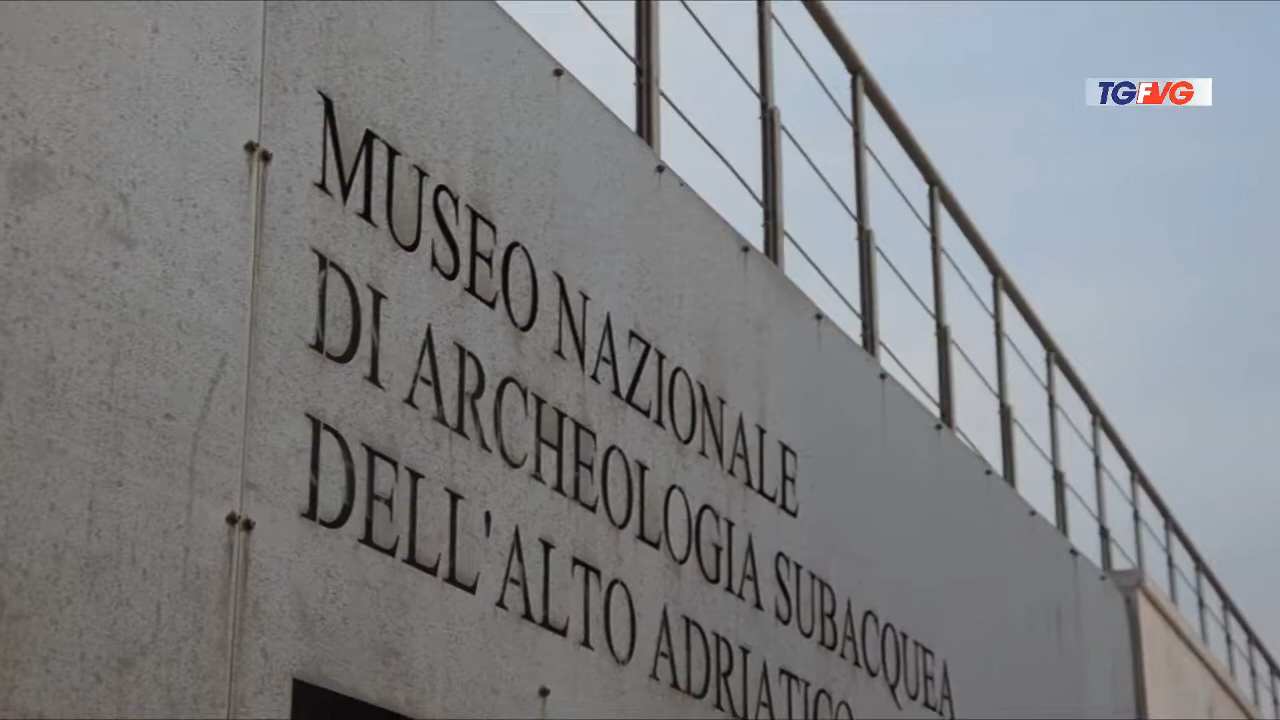 TGFVG
MUSEO NAZIONALE
DI ARCHEOLOGIA SUBACQUEA
DELL'ALTO ADRIATICO